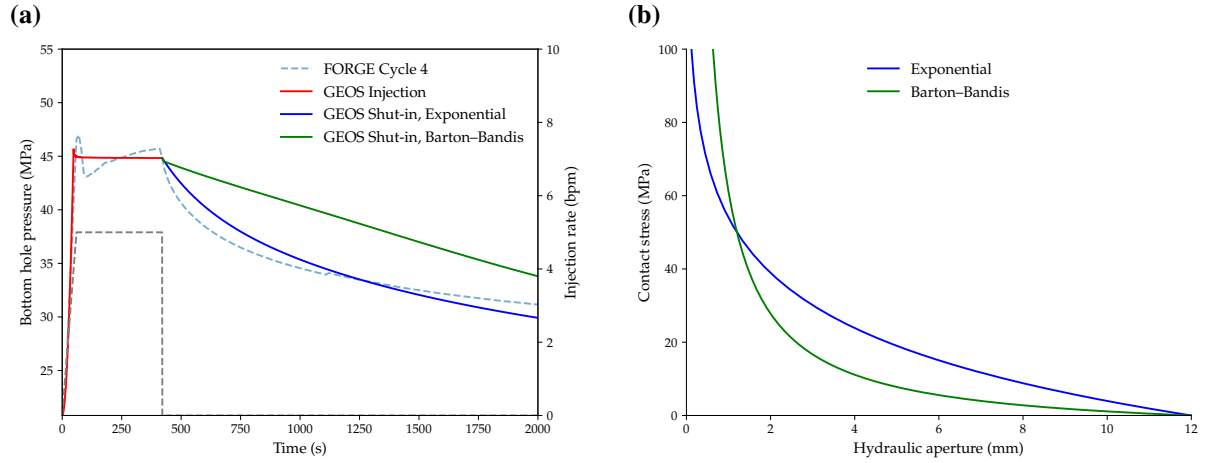 (a)
55
50
45
40
35
30
25
Bottom hole pressure (MPa)
0
250
500
750
1000
1250
1500
1750
2000
Time (s)
10
8
6
4
2
0
Injection rate (bpm)
FORGE Cycle 4
GEOS Injection
GEOS Shut-in, Exponential
GEOS Shut-in, Barton–Bandis
(b)
100
80
60
40
20
0
Contact stress (MPa)
0
2
4
6
8
10
12
Hydraulic aperture (mm)
Exponential
Barton–Bandis